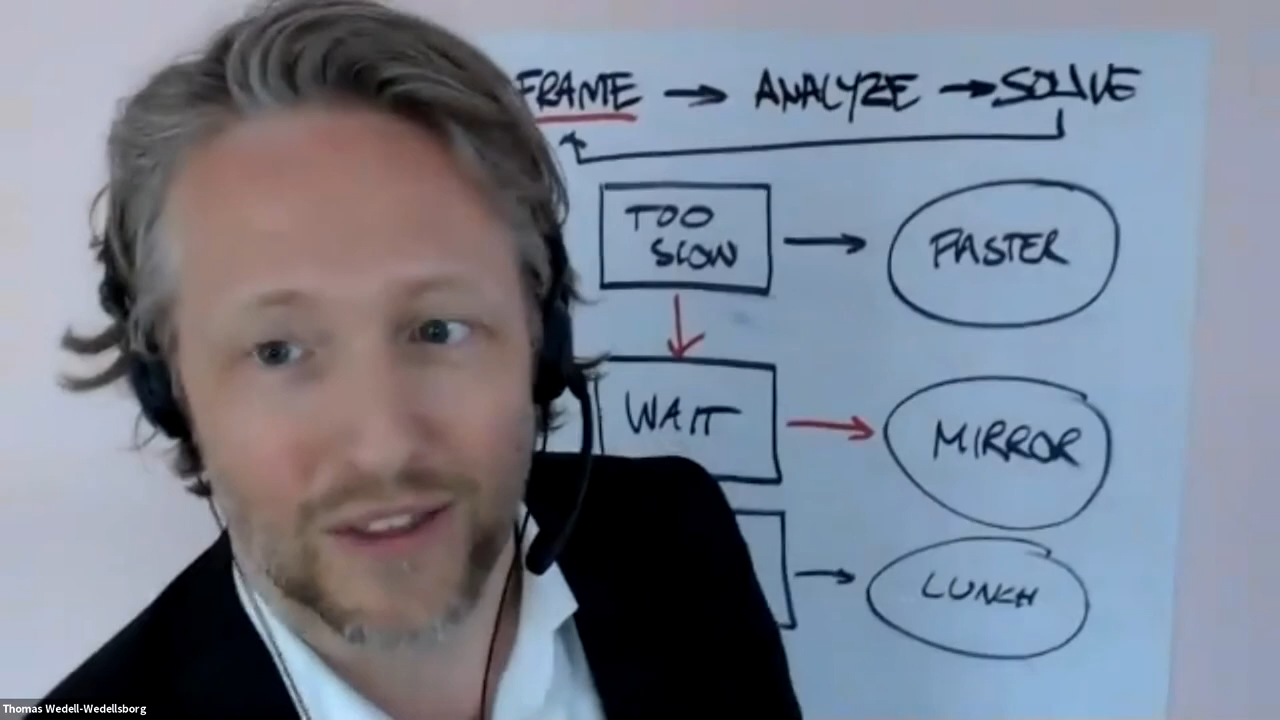 FRAME → ANALYZE → SOLVE
TOO
SLOW
FASTER
WAIT
MIRROR
LUNCH
Thomas Wedell-Wedellsborg